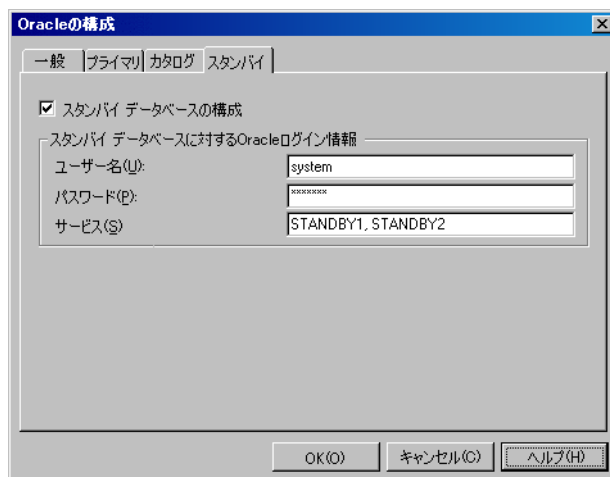 Oracleの構成
一般 プライマリ カタログ スタンバイ
スタンバイ データベースの構成
スタンバイ データベースに対するOracleログイン情報
ユーザー名(U): system
パスワード(P): *******
サービス(S) STANDBY1, STANDBY2
OK(O) キャンセル(C) ヘルプ(H)